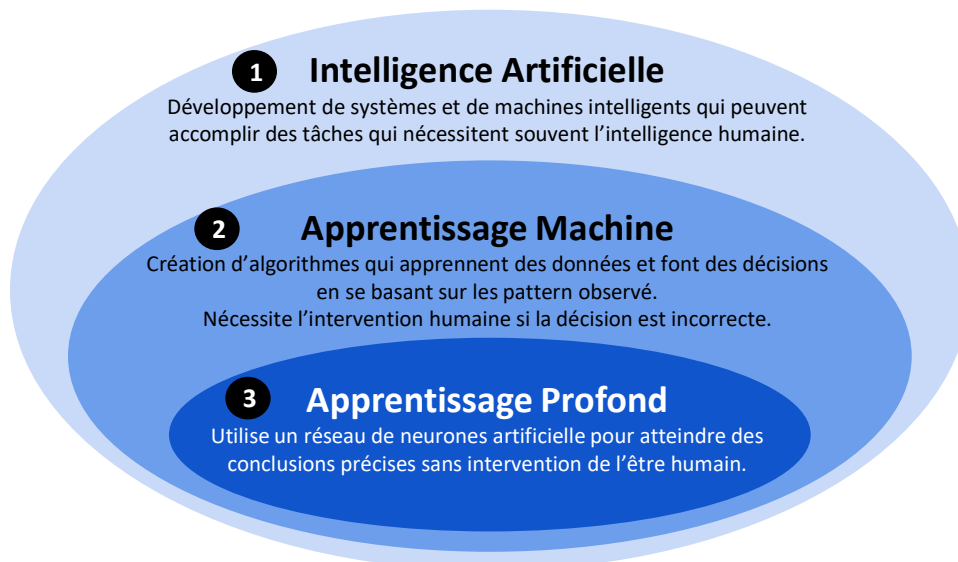 1 Intelligence Artificielle
Développement de systèmes et de machines intelligents qui peuvent
accomplir des tâches qui nécessitent souvent l’intelligence humaine.
2 Apprentissage Machine
Création d’algorithmes qui apprennent des données et font des décisions
en se basant sur les pattern observé.
Nécessite l’intervention humaine si la décision est incorrecte.
3 Apprentissage Profond
Utilise un réseau de neurones artificielle pour atteindre des
conclusions précises sans intervention de l’être humain.